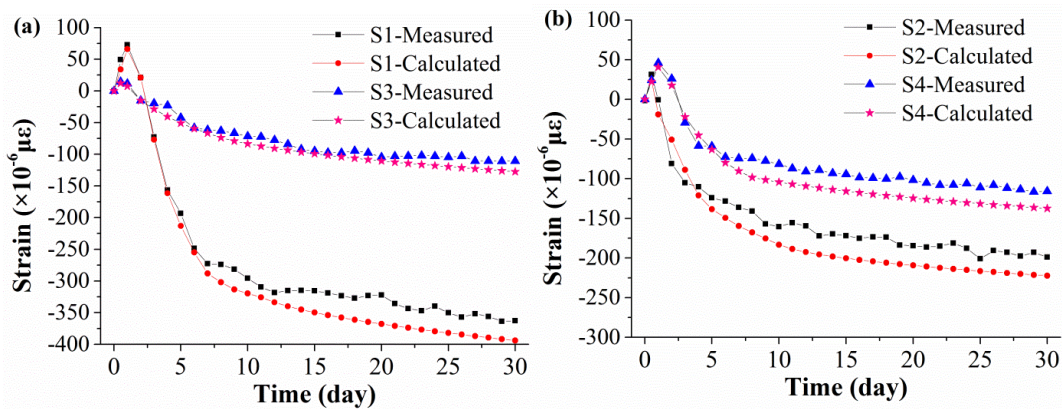 (a)
S1-Measured
S1-Calculated
S3-Measured
S3-Calculated
100
50
0
-50
-100
-150
-200
-250
-300
-350
-400
Strain (×10⁻⁶με)
0 5 10 15 20 25 30
Time (day)
(b)
S2-Measured
S2-Calculated
S4-Measured
S4-Calculated
100
50
0
-50
-100
-150
-200
-250
-300
Strain (×10⁻⁶με)
0 5 10 15 20 25 30
Time (day)